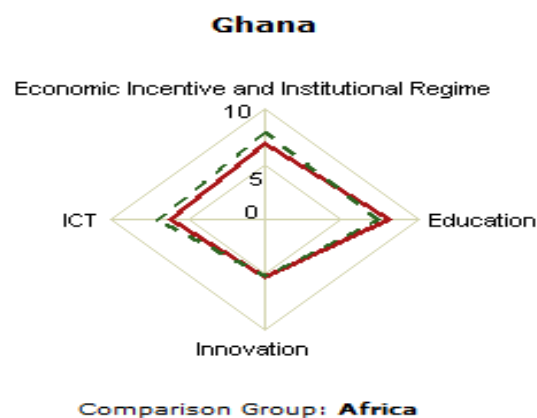 Ghana
Economic Incentive and Institutional Regime
10
5
0
ICT
Education
Innovation
Comparison Group: Africa